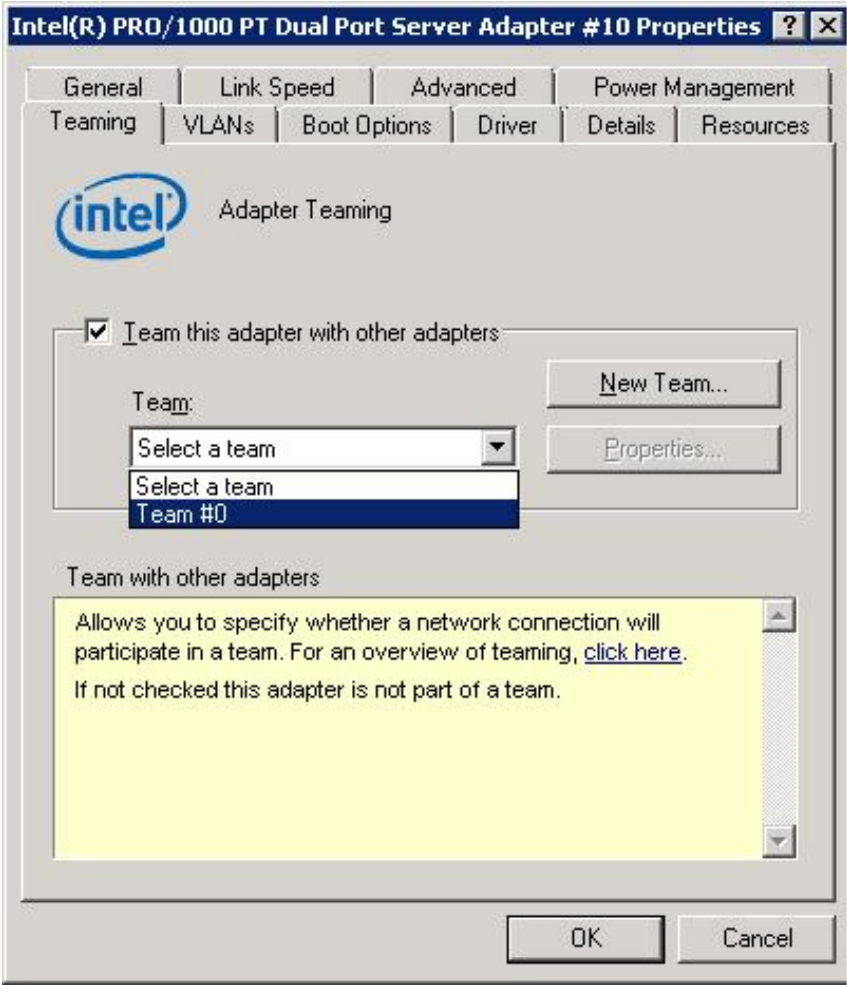 Intel(R) PRO/1000 PT Dual Port Server Adapter #10 Properties
General Link Speed Advanced Power Management
Teaming VLANs Boot Options Driver Details Resources
intel Adapter Teaming
Team this adapter with other adapters
New Team...
Team:
Select a team
Properties...
Select a team
Team #0
Team with other adapters
Allows you to specify whether a network connection will
participate in a team. For an overview of teaming, click here.
If not checked this adapter is not part of a team.
OK Cancel